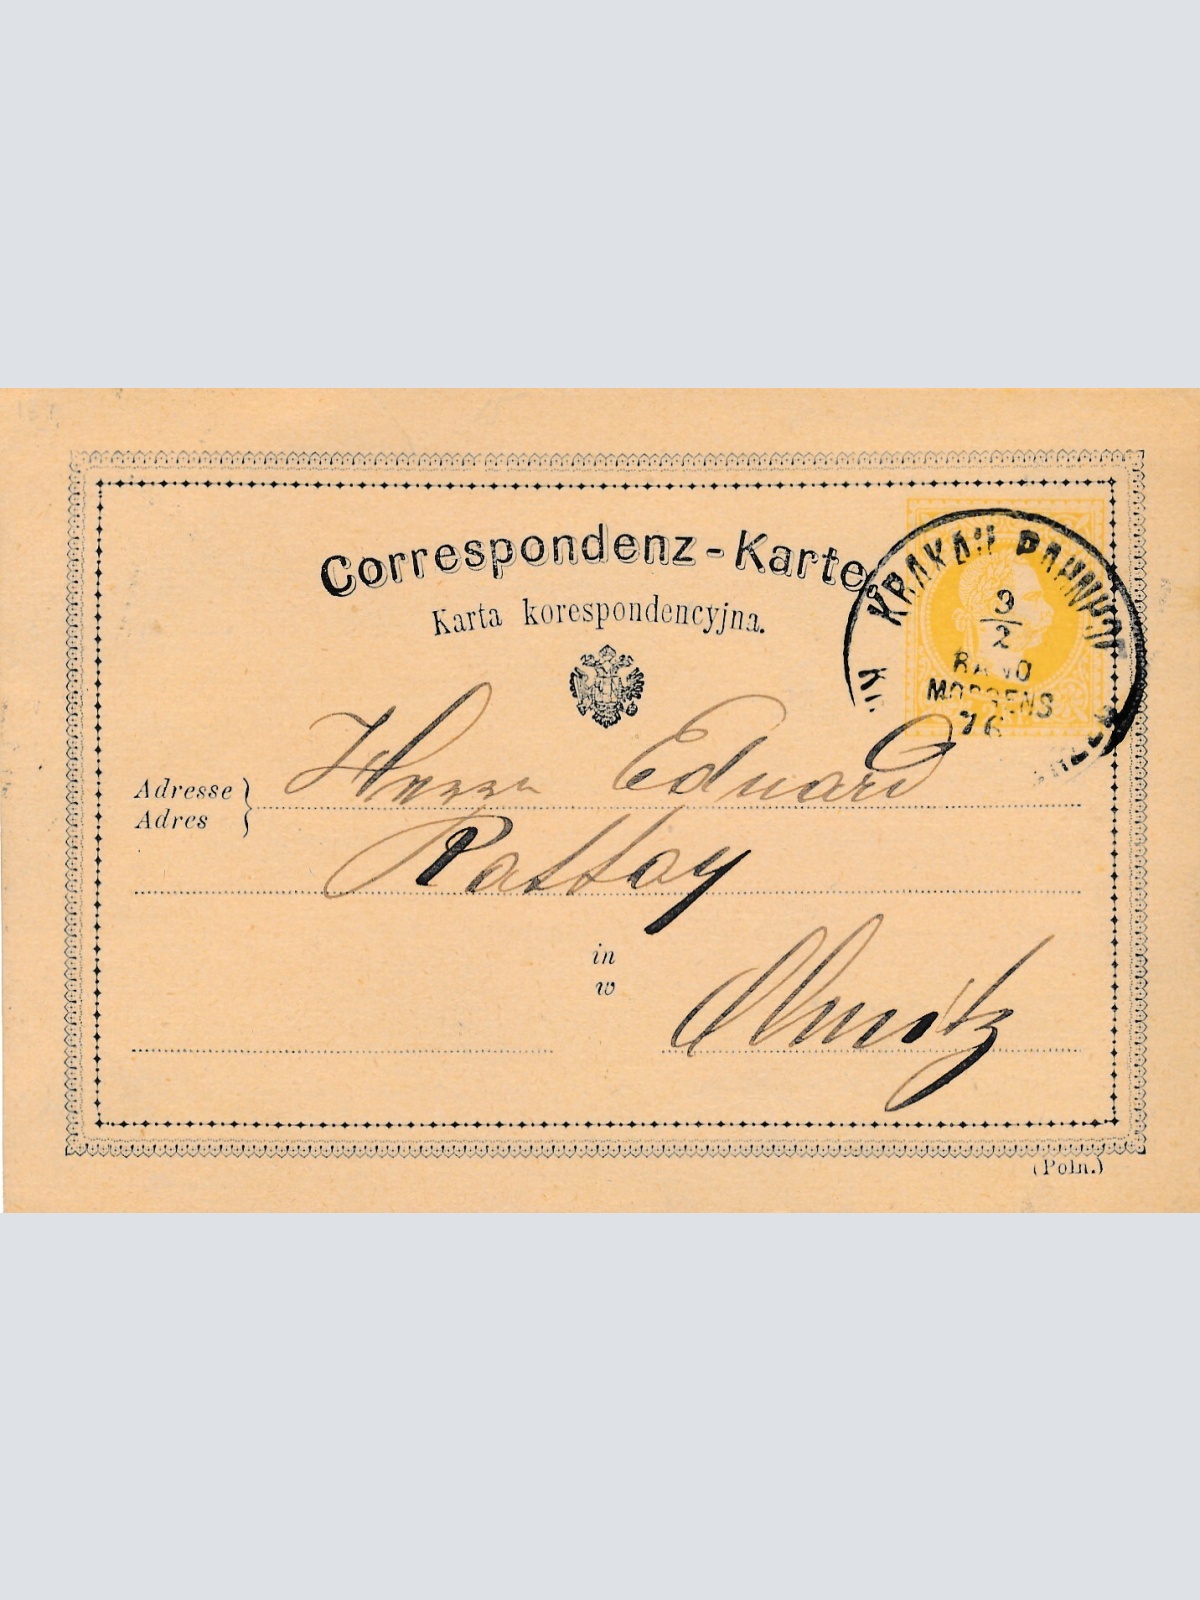 Correspondenz-Karte
Karta korespondencyjna.
KRAKAU BAHNHOF
9/2
RANO
MORGENS
76
Adresse
Adres
Herrn Eduard
Rattay
in
w
Olmütz
(Poln.)